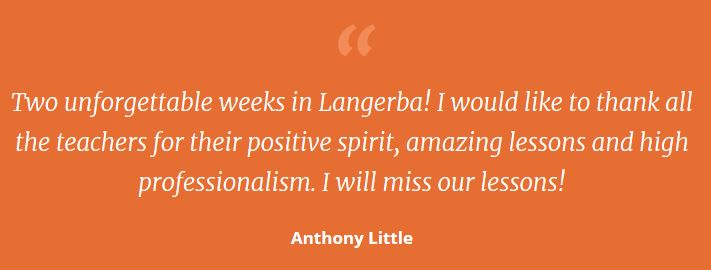 “
Two unforgettable weeks in Langerba! I would like to thank all
the teachers for their positive spirit, amazing lessons and high
professionalism. I will miss our lessons!
Anthony Little